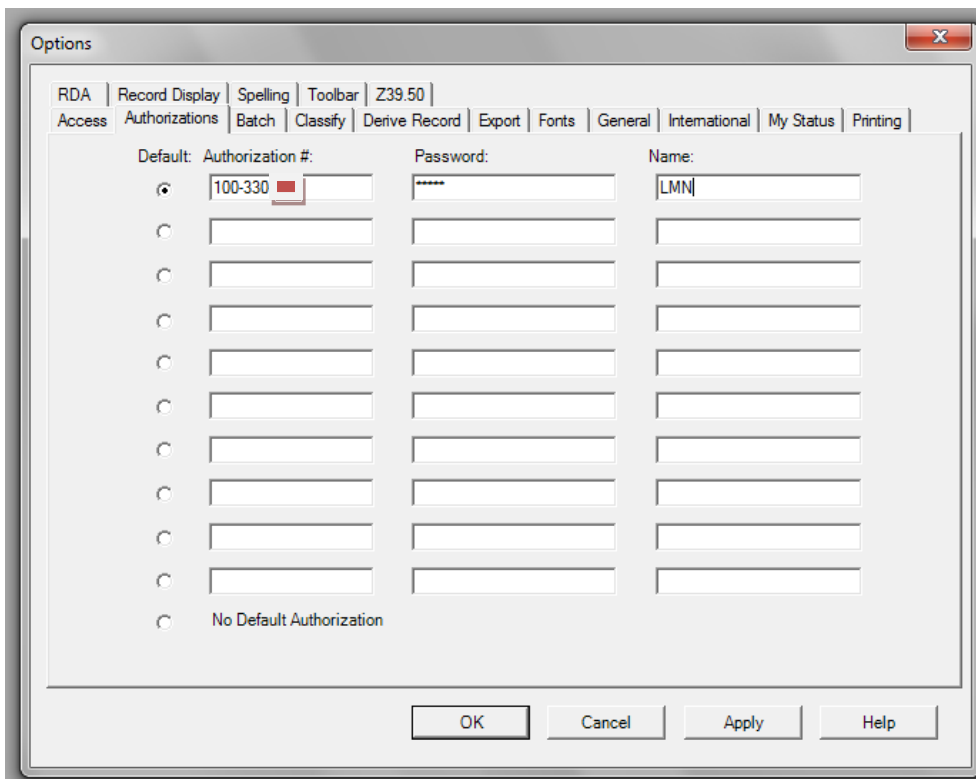 Options
x
RDA Record Display Spelling Toolbar Z39.50
Access Authorizations Batch Classify Derive Record Export Fonts General International My Status Printing
Default: Authorization #: Password: Name:
100-330 ***** LMN
No Default Authorization
OK Cancel Apply Help